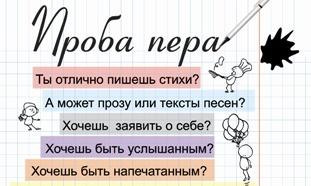 Проба пера
Ты отлично пишешь стихи?
А может прозу или тексты песен?
Хочешь заявить о себе?
Хочешь быть услышанным?
Хочешь быть напечатанным?